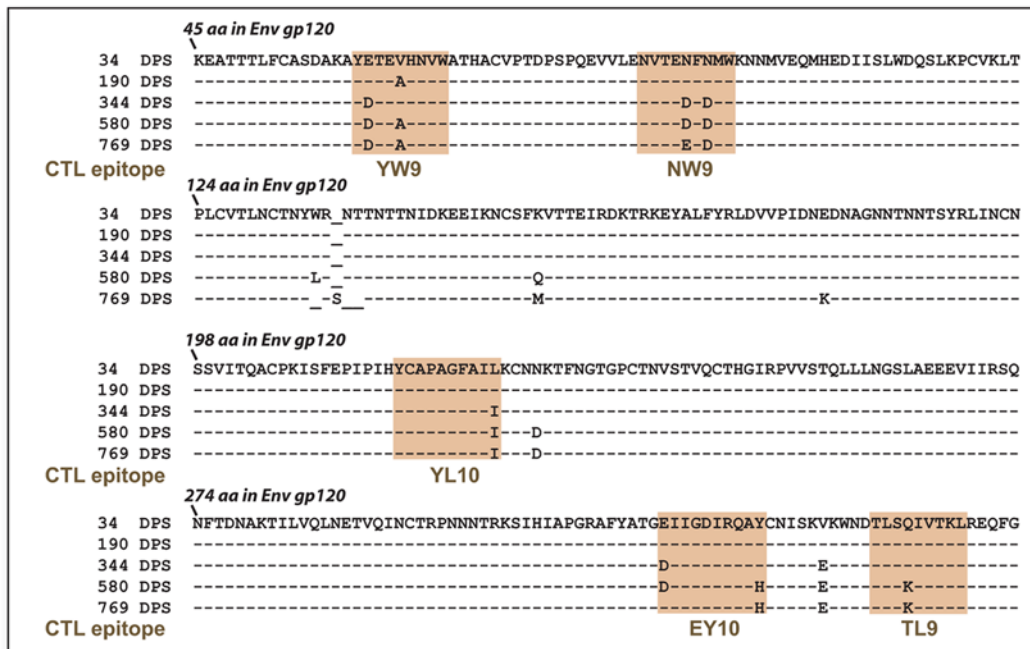 45 aa in Env gp120
34 DPS KEATTTLFCASDAKAYETEVHNVWATHACVPTDPSPQEVVLENVTENFNMWKNNMVEQMHEDIISLWDQSLKPCVKLT
190 DPS -------------------A----------------------------------------------------------
344 DPS ----------------D-----------------------------D-D-----------------------------
580 DPS ----------------D--A--------------------------D-D-----------------------------
769 DPS ----------------D--A--------------------------E-D-----------------------------
CTL epitope YW9 NW9
124 aa in Env gp120
34 DPS PLCVTLNCTNYWR_NTTNTTNIDKEEIKNCSFKVTTEIRDKTRKEYALFYRLDVVPIDNEDNAGNNTNNTSYRLINCN
190 DPS -------------_----------------------------------------------------------------
344 DPS -------------_----------------------------------------------------------------
580 DPS -----------L-_------------------Q---------------------------------------------
769 DPS -----------_-S__----------------M--------------------------K------------------
198 aa in Env gp120
34 DPS SSVITQACPKISFEPIPIHYCAPAGFAILKCNNKTFNGTGPCTNVSTVQCTHGIRPVVSTQLLLNGSLAEEEVIIRSQ
190 DPS ------------------------------------------------------------------------------
344 DPS ----------------------------I-------------------------------------------------
580 DPS ----------------------------I---D---------------------------------------------
769 DPS ----------------------------I---D---------------------------------------------
CTL epitope YL10
274 aa in Env gp120
34 DPS NFTDNAKTILVQLNETVQINCTRPNNNTRKSIHIAPGRAFYATGEIIGDIRQAYCNISKVKWNDTLSQIVTKLREQFG
190 DPS ------------------------------------------------------------------------------
344 DPS --------------------------------------------D--------------E------------------
580 DPS --------------------------------------------D--------H-----E-------K----------
769 DPS -----------------------------------------------------H-----E-------K----------
CTL epitope EY10 TL9